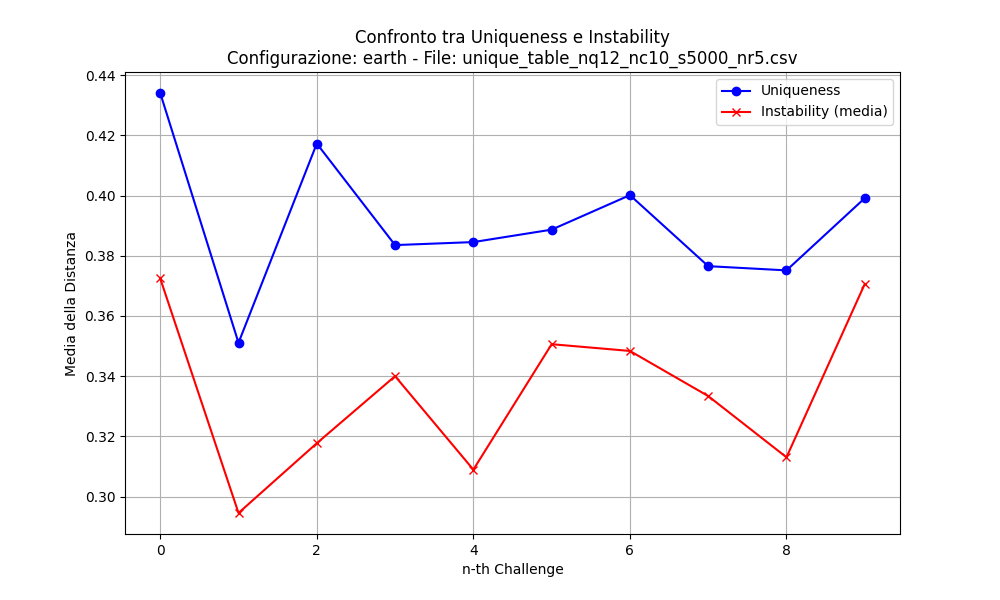 Confronto tra Uniqueness e Instability
Configurazione: earth - File: unique_table_nq12_nc10_s5000_nr5.csv
Uniqueness
Instability (media)
Media della Distanza
0.44
0.42
0.40
0.38
0.36
0.34
0.32
0.30
0 2 4 6 8
n-th Challenge